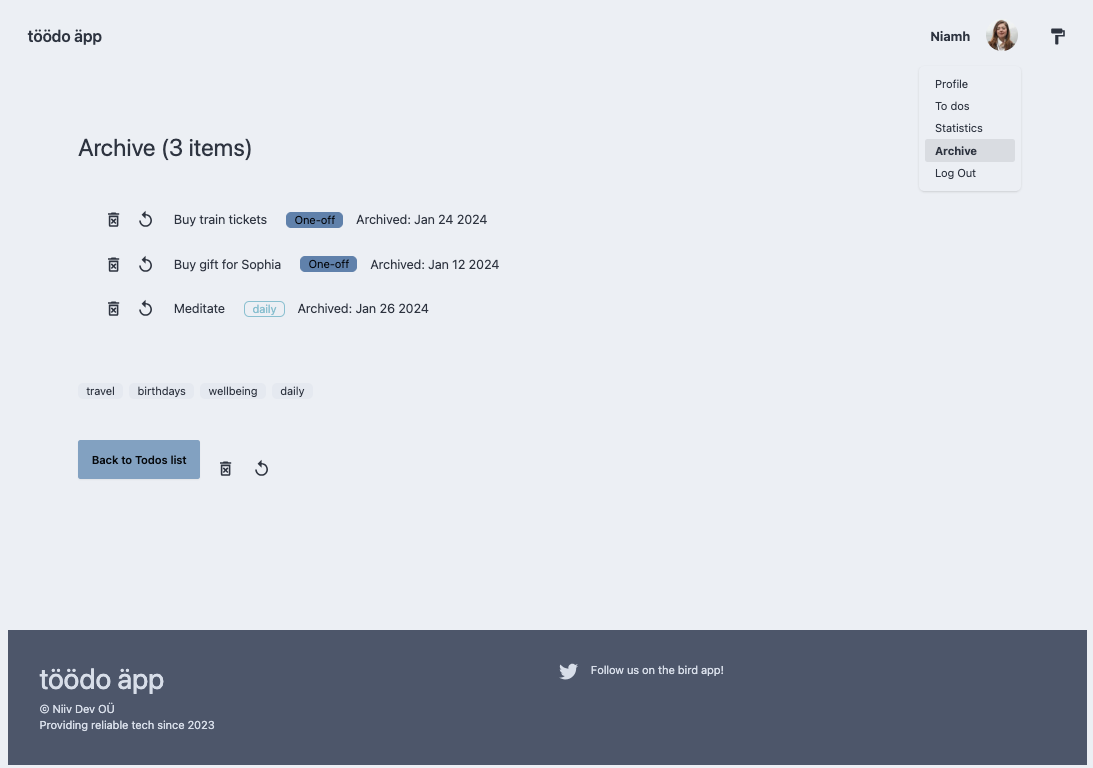 töödo äpp
Niamh
Profile
To dos
Statistics
Archive
Log Out
Archive (3 items)
Buy train tickets One-off Archived: Jan 24 2024
Buy gift for Sophia One-off Archived: Jan 12 2024
Meditate daily Archived: Jan 26 2024
travel birthdays wellbeing daily
Back to Todos list
töödo äpp
© Niiv Dev OÜ
Providing reliable tech since 2023
Follow us on the bird app!